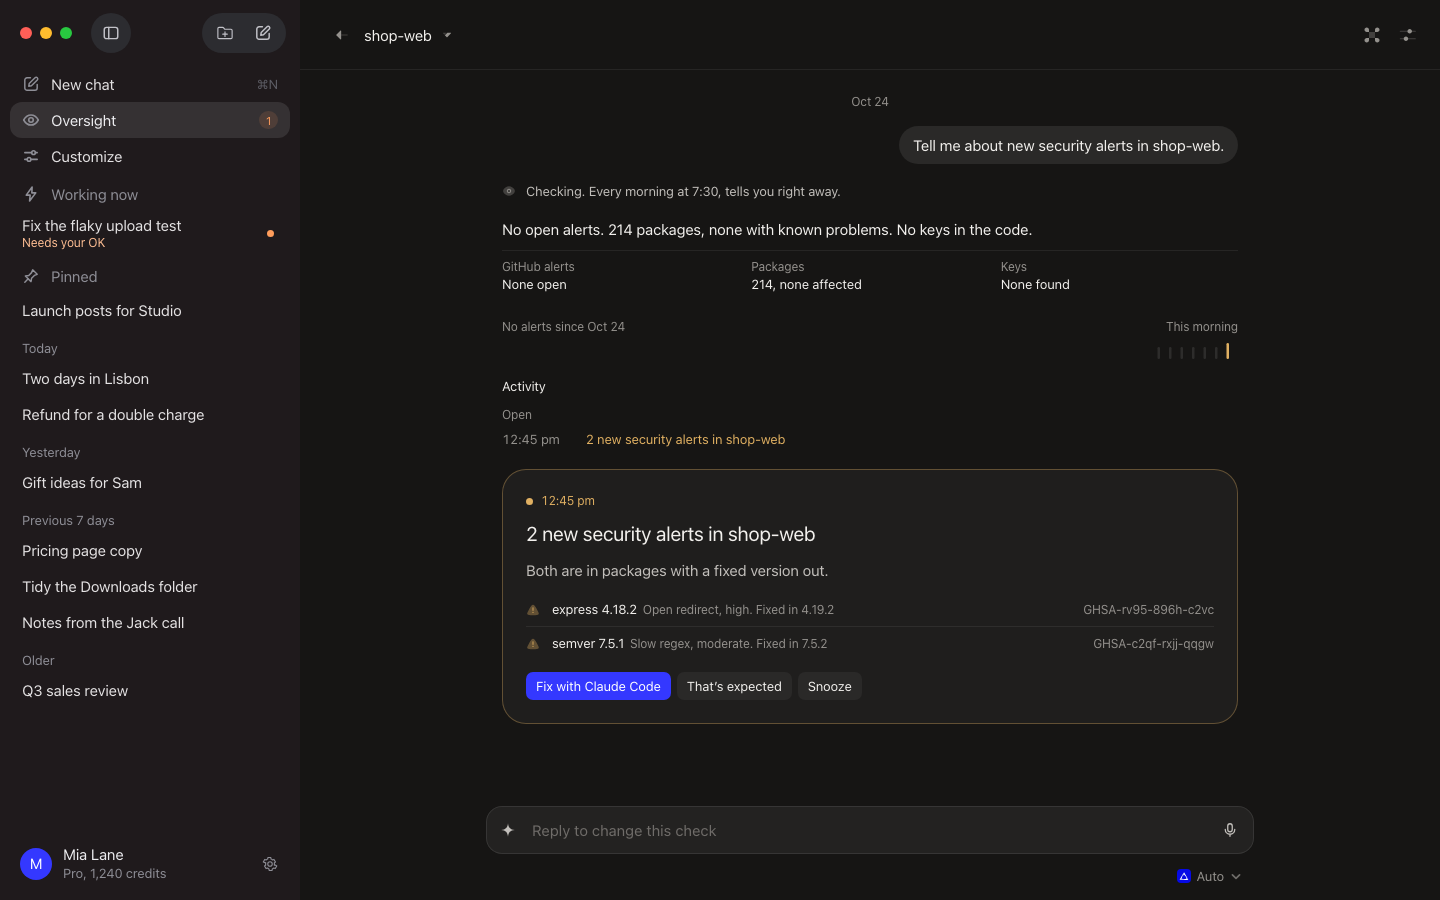 New chat
⌘N
Oversight
1
Customize
Working now
Fix the flaky upload test
Needs your OK
Pinned
Launch posts for Studio
Today
Two days in Lisbon
Refund for a double charge
Yesterday
Gift ideas for Sam
Previous 7 days
Pricing page copy
Tidy the Downloads folder
Notes from the Jack call
Older
Q3 sales review
M
Mia Lane
Pro, 1,240 credits
shop-web
Oct 24
Tell me about new security alerts in shop-web.
Checking. Every morning at 7:30, tells you right away.
No open alerts. 214 packages, none with known problems. No keys in the code.
GitHub alerts
None open
Packages
214, none affected
Keys
None found
No alerts since Oct 24
This morning
Activity
Open
12:45 pm 2 new security alerts in shop-web
12:45 pm
2 new security alerts in shop-web
Both are in packages with a fixed version out.
express 4.18.2 Open redirect, high. Fixed in 4.19.2 GHSA-rv95-896h-c2vc
semver 7.5.1 Slow regex, moderate. Fixed in 7.5.2 GHSA-c2qf-rxjj-qqgw
Fix with Claude Code
That's expected
Snooze
Reply to change this check
Auto